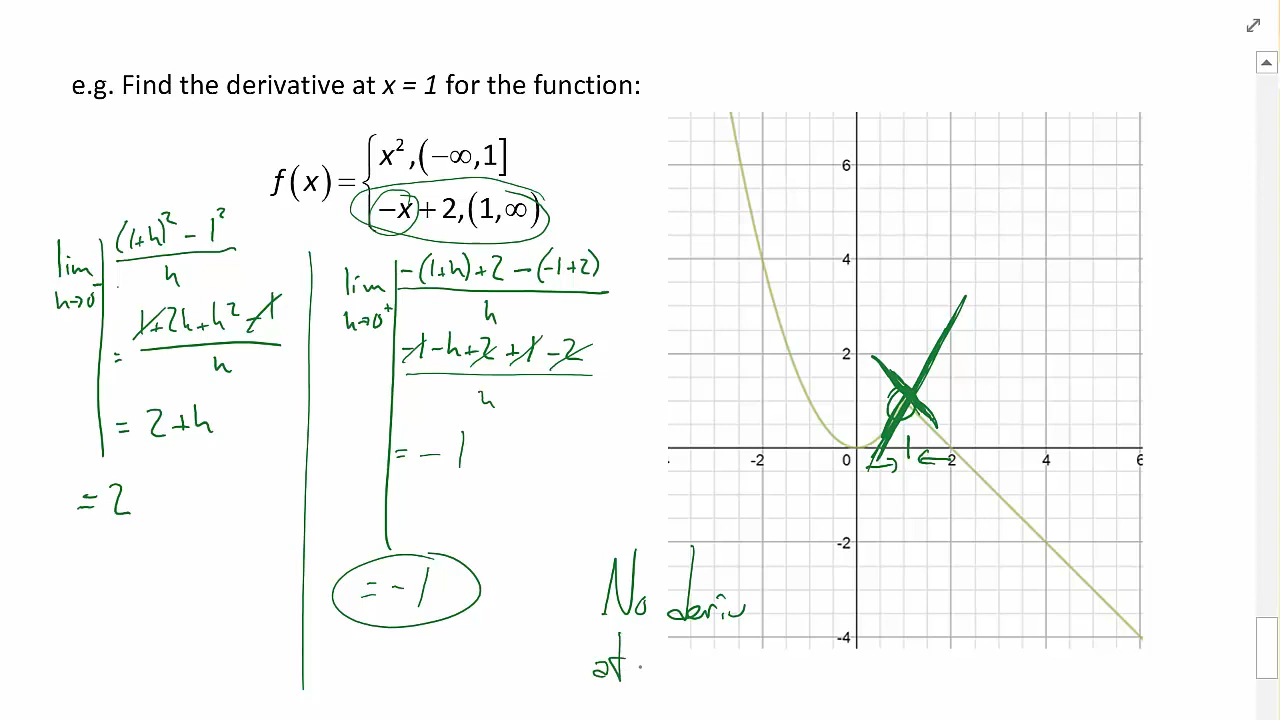 e.g. Find the derivative at x = 1 for the function:
f(x) = { x², (−∞, 1]
−x + 2, (1, ∞)
lim h→0⁻ ((1+h)² − 1²) / h
= (1+2h+h² −1) / h
= 2+h
= 2
lim h→0⁺ (−(1+h)+2 −(−1+2)) / h
(−1−h+2+1−2) / h
= −1
= −1
No deriv
at
6
4
2
-2 0 2 4 6
-2
-4
1